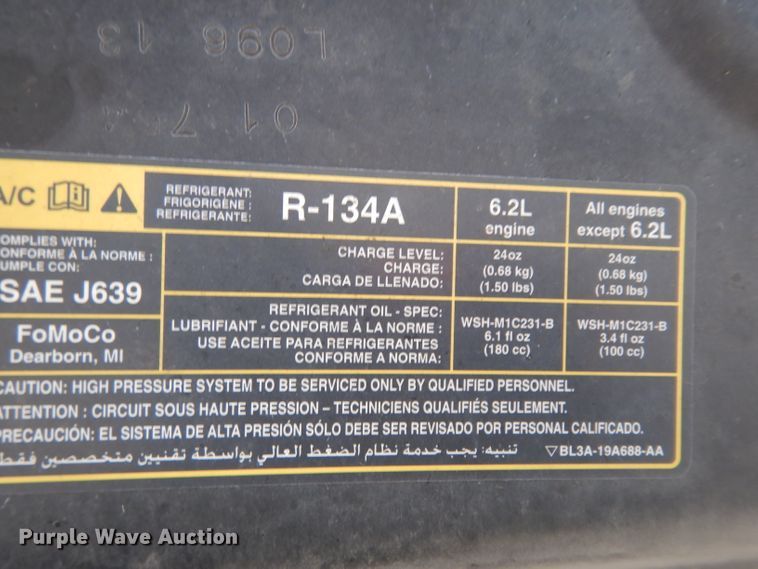 L096 13
01
A/C
REFRIGERANT:
FRIGORIGÈNE :
REFRIGERANTE:
R-134A
6.2L
engine
All engines
except 6.2L
COMPLIES WITH:
CONFORME À LA NORME :
CUMPLE CON:
SAE J639
CHARGE LEVEL:
CHARGE:
CARGA DE LLENADO:
24oz
(0.68 kg)
(1.50 lbs)
24oz
(0.68 kg)
(1.50 lbs)
FoMoCo
Dearborn, MI
REFRIGERANT OIL - SPEC:
LUBRIFIANT - CONFORME À LA NORME :
USE ACEITE PARA REFRIGERANTES
CONFORME A NORMA:
WSH-M1C231-B
6.1 fl oz
(180 cc)
WSH-M1C231-B
3.4 fl oz
(100 cc)
CAUTION: HIGH PRESSURE SYSTEM TO BE SERVICED ONLY BY QUALIFIED PERSONNEL.
ATTENTION : CIRCUIT SOUS HAUTE PRESSION – TECHNICIENS QUALIFIÉS SEULEMENT.
PRECAUCIÓN: EL SISTEMA DE ALTA PRESIÓN SÓLO DEBE SER REVISADO POR PERSONAL CALIFICADO.
تنبيه: يجب خدمة نظام الضغط العالي بواسطة تقنيين متخصصين فقط
▽BL3A-19A688-AA
Purple Wave Auction